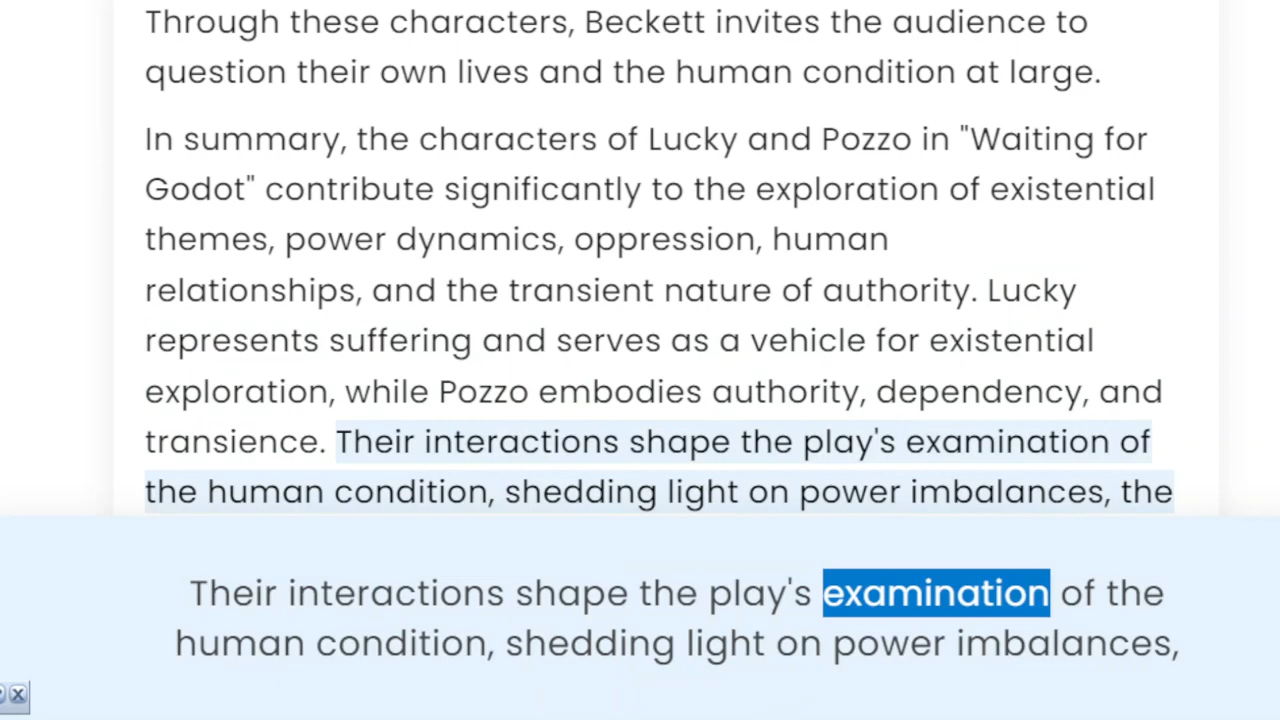 Through these characters, Beckett invites the audience to
question their own lives and the human condition at large.
In summary, the characters of Lucky and Pozzo in "Waiting for
Godot" contribute significantly to the exploration of existential
themes, power dynamics, oppression, human
relationships, and the transient nature of authority. Lucky
represents suffering and serves as a vehicle for existential
exploration, while Pozzo embodies authority, dependency, and
transience. Their interactions shape the play's examination of
the human condition, shedding light on power imbalances, the
Their interactions shape the play's examination of the
human condition, shedding light on power imbalances,